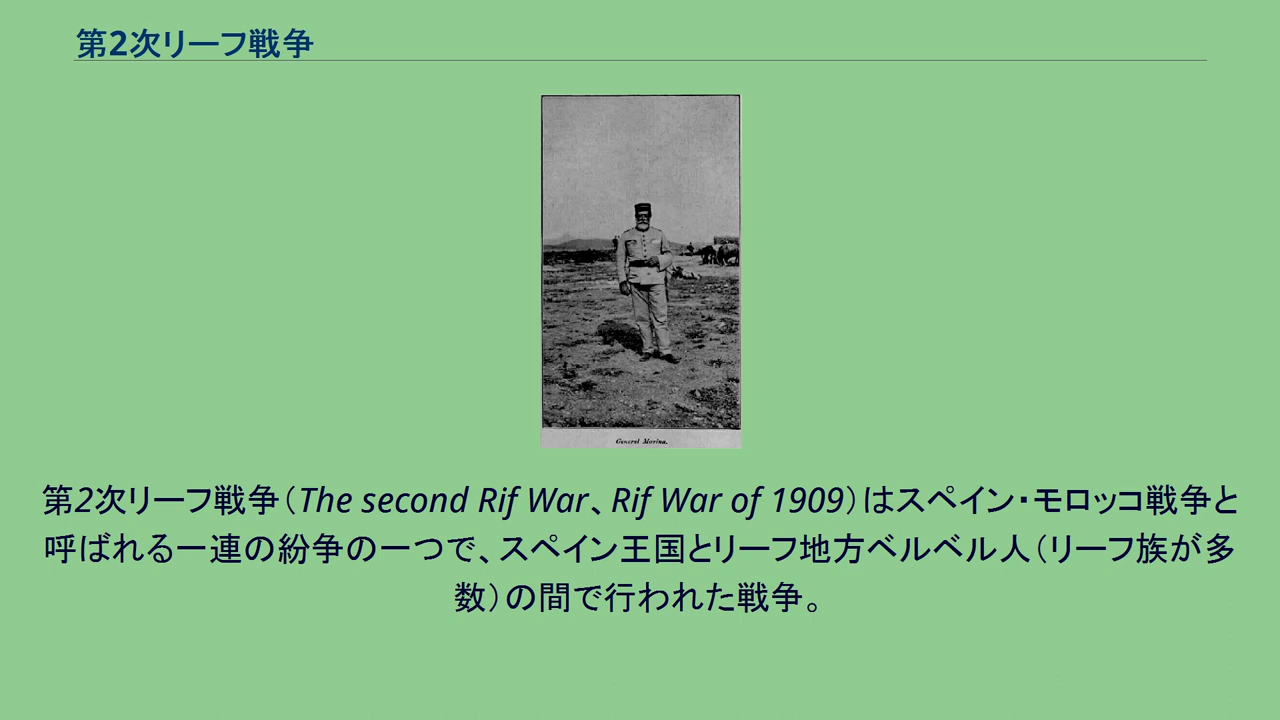 第2次リーフ戦争
General Marina.
第2次リーフ戦争（The second Rif War、Rif War of 1909）はスペイン・モロッコ戦争と
呼ばれる一連の紛争の一つで、スペイン王国とリーフ地方ベルベル人（リーフ族が多
数）の間で行われた戦争。